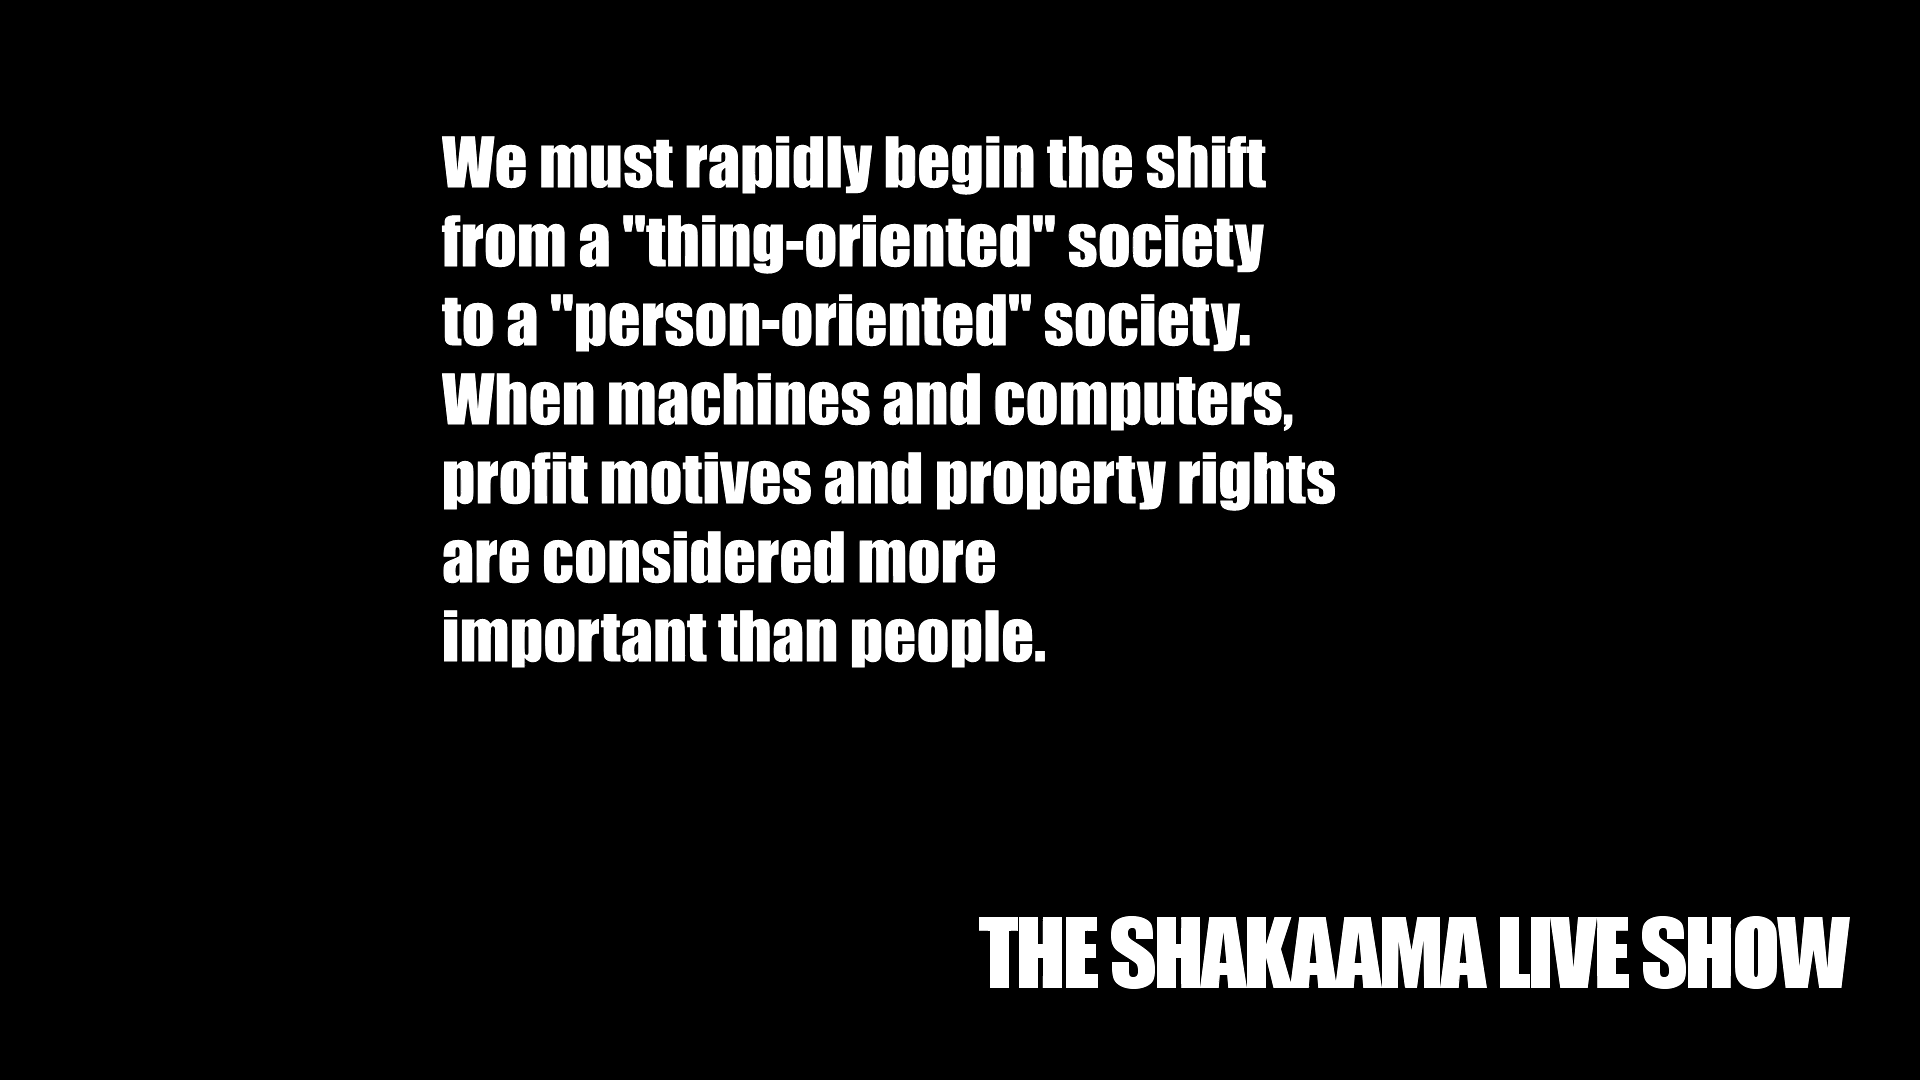 We must rapidly begin the shift
from a "thing-oriented" society
to a "person-oriented" society.
When machines and computers,
profit motives and property rights
are considered more
important than people.
THE SHAKAAMA LIVE SHOW